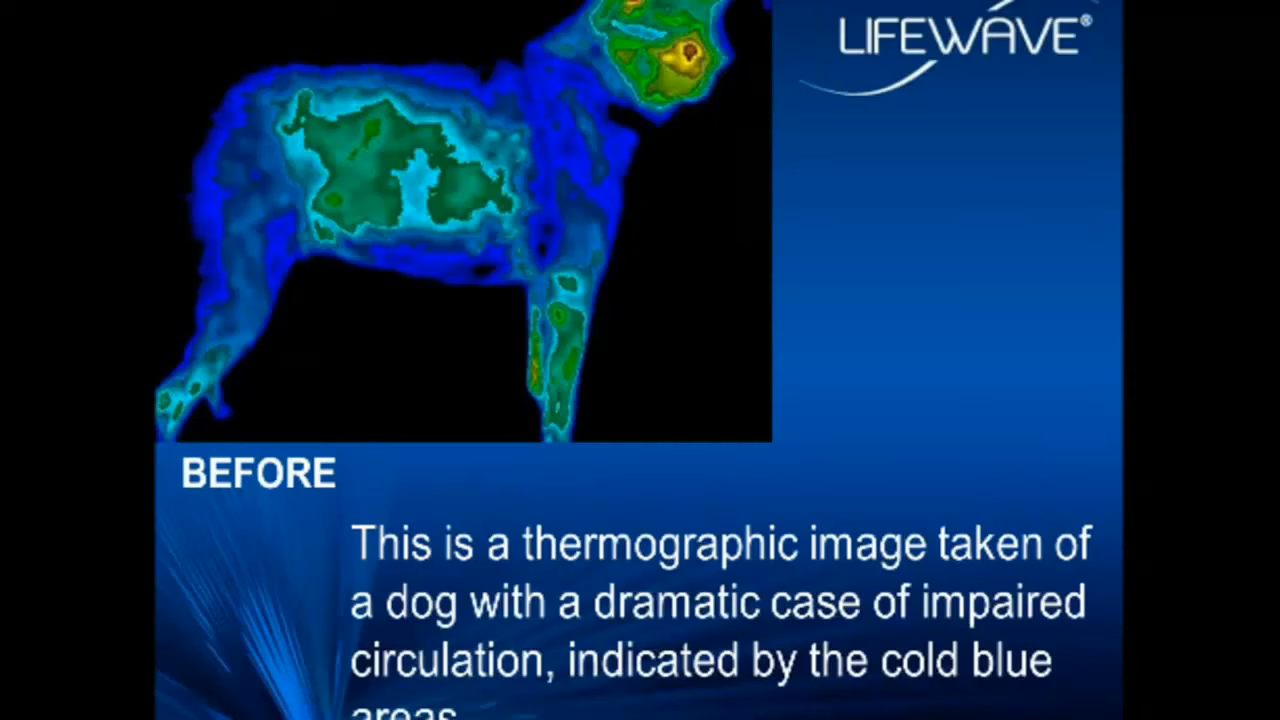 LIFEWAVE®
BEFORE
This is a thermographic image taken of
a dog with a dramatic case of impaired
circulation, indicated by the cold blue
areas